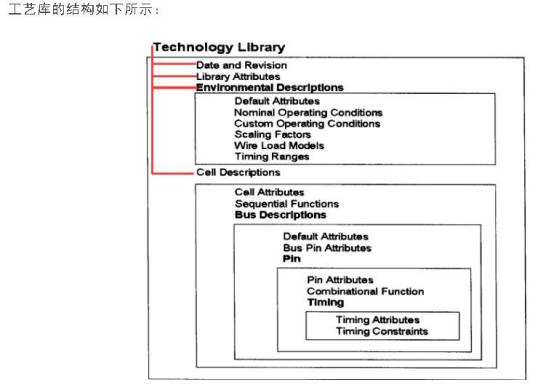 工艺库的结构如下所示：
Technology Library
Date and Revision
Library Attributes
Environmental Descriptions
Default Attributes
Nominal Operating Conditions
Custom Operating Conditions
Scaling Factors
Wire Load Models
Timing Ranges
Cell Descriptions
Cell Attributes
Sequential Functions
Bus Descriptions
Default Attributes
Bus Pin Attributes
Pin
Pin Attributes
Combinational Function
Timing
Timing Attributes
Timing Constraints